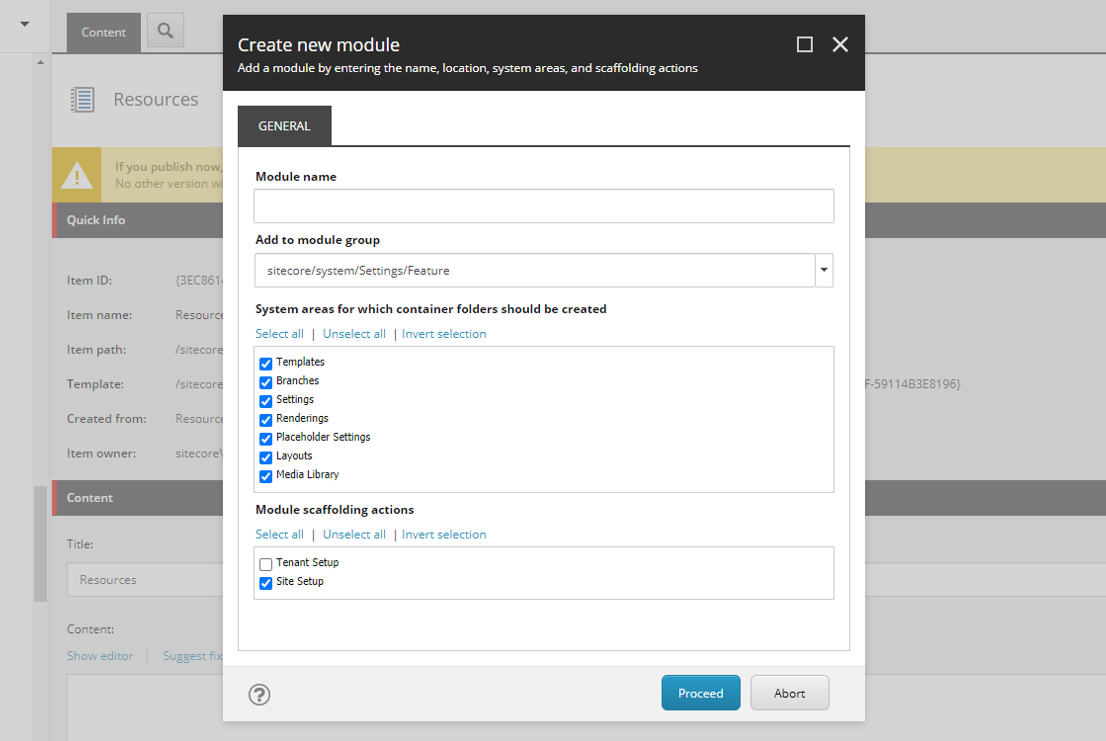 Content
Create new module
Add a module by entering the name, location, system areas, and scaffolding actions
Resources
GENERAL
If you publish now,
No other version wi
Quick Info
Module name
Add to module group
sitecore/system/Settings/Feature
Item ID: {3EC861
Item name: Resourc
Item path: /sitecore
Template: /sitecor F-59114B3E8196}
Created from: Resourc
Item owner: sitecore\
System areas for which container folders should be created
Select all | Unselect all | Invert selection
Templates
Branches
Settings
Renderings
Placeholder Settings
Layouts
Media Library
Content
Module scaffolding actions
Select all | Unselect all | Invert selection
Tenant Setup
Site Setup
Title:
Resources
Content:
Show editor Suggest fix
? Proceed Abort